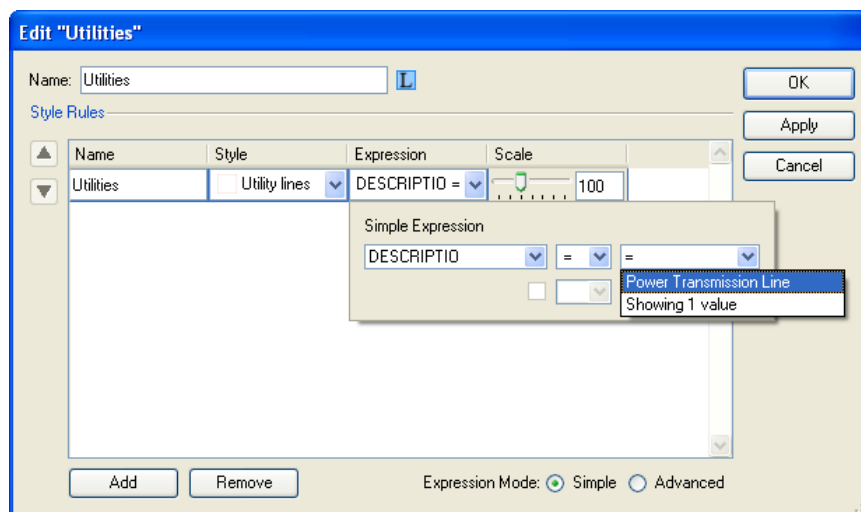 Edit "Utilities"
Name: Utilities L
OK
Style Rules
Apply
Cancel
Name Style Expression Scale
Utilities Utility lines DESCRIPTIO = 100
Simple Expression
DESCRIPTIO = =
Power Transmission Line
Showing 1 value
Add Remove Expression Mode: Simple Advanced